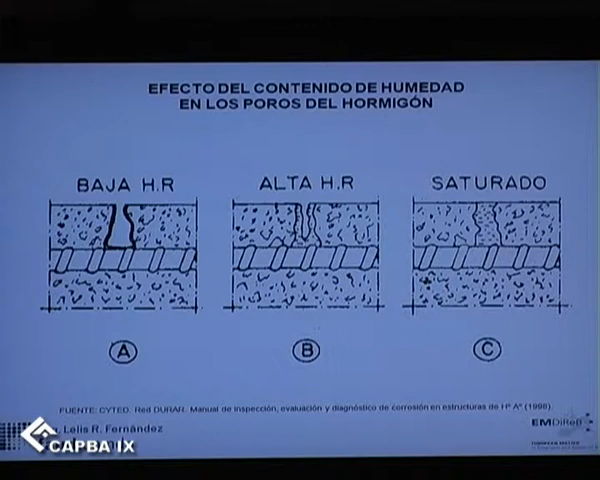 EFECTO DEL CONTENIDO DE HUMEDAD
EN LOS POROS DEL HORMIGÓN
BAJA H.R
ALTA H.R
SATURADO
A
B
C
FUENTE: CYTED. Red DURAR. Manual de inspección, evaluación y diagnóstico de corrosión en estructuras de Hº Aº (1998).
Lelis R. Fernández
CAPBA IX
EMDiReB